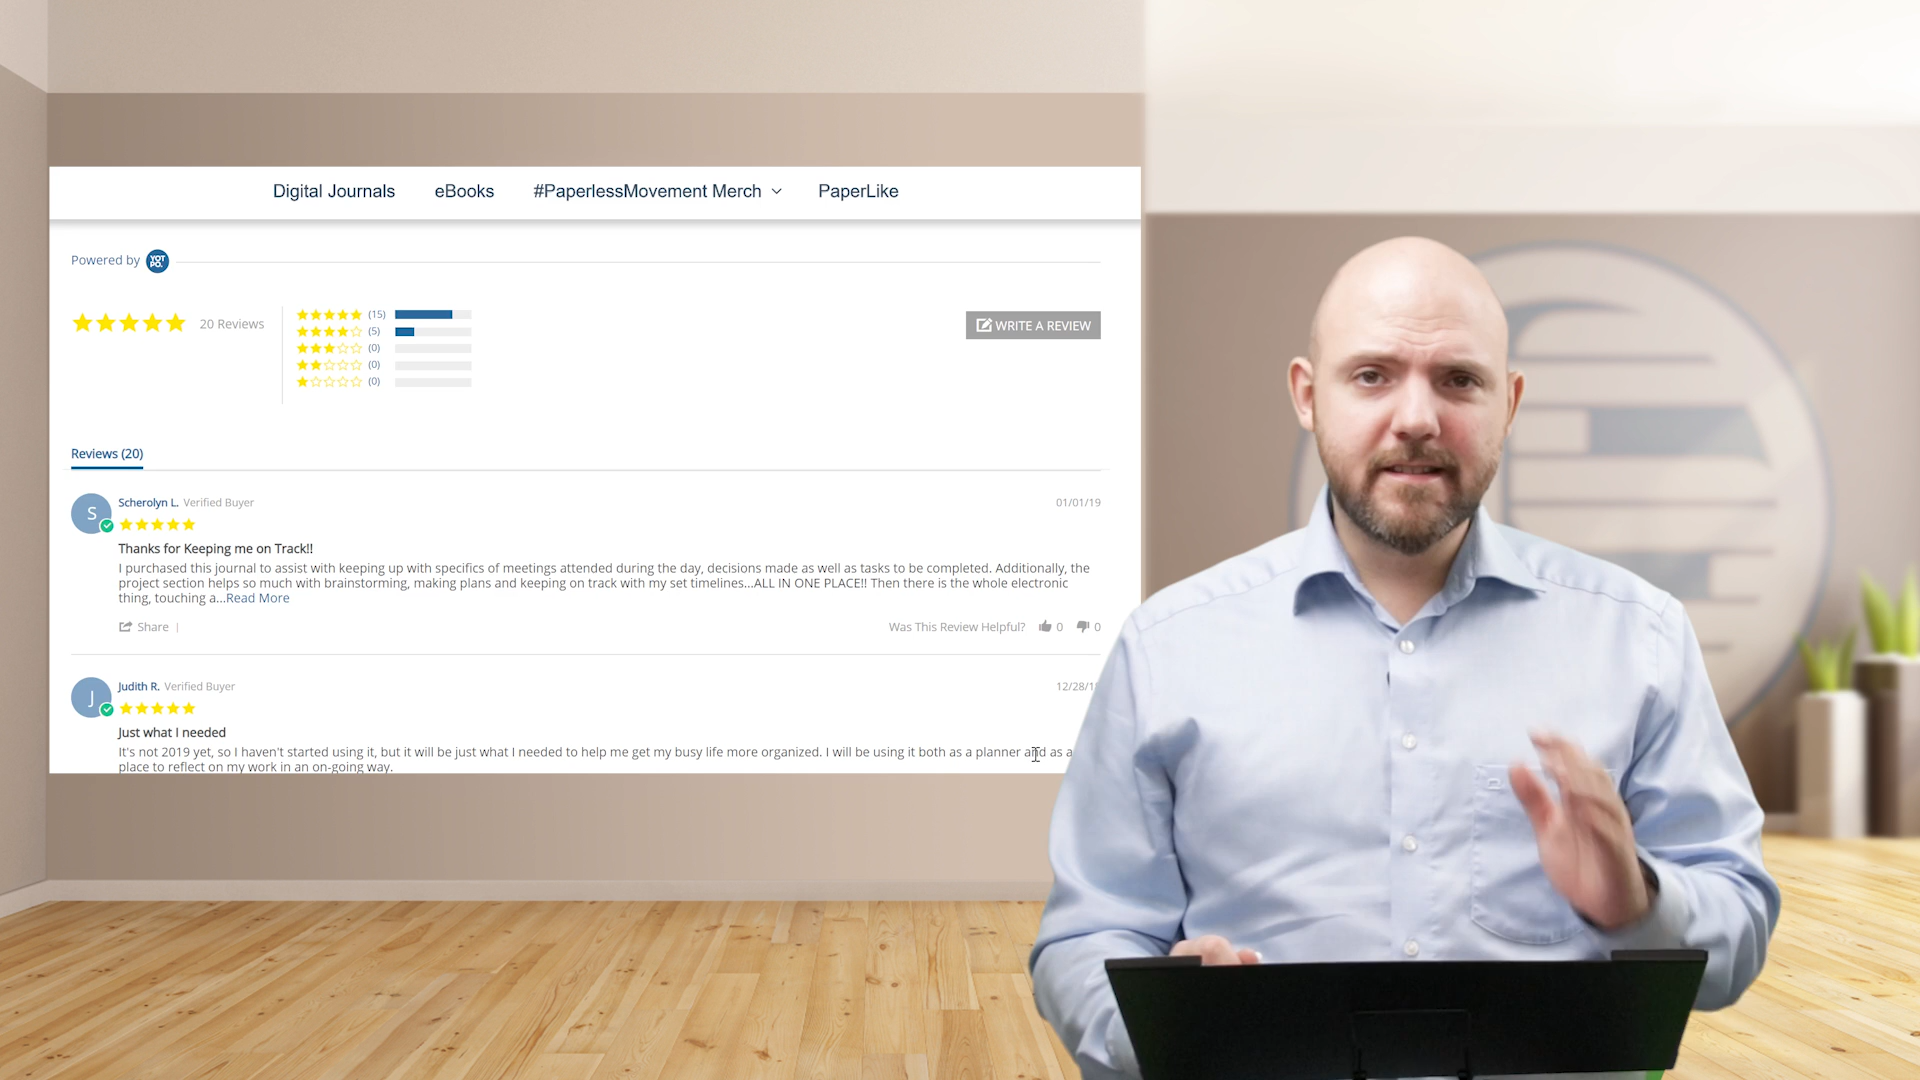 Digital Journals eBooks #PaperlessMovement Merch PaperLike
Powered by YOTPO.
20 Reviews
(15)
(5)
(0)
(0)
(0)
WRITE A REVIEW
Reviews (20)
S
Scherolyn L. Verified Buyer 01/01/19
Thanks for Keeping me on Track!!
I purchased this journal to assist with keeping up with specifics of meetings attended during the day, decisions made as well as tasks to be completed. Additionally, the
project section helps so much with brainstorming, making plans and keeping on track with my set timelines...ALL IN ONE PLACE!! Then there is the whole electronic
thing, touching a...Read More
Share | Was This Review Helpful? 0 0
J
Judith R. Verified Buyer 12/28/1
Just what I needed
It's not 2019 yet, so I haven't started using it, but it will be just what I needed to help me get my busy life more organized. I will be using it both as a planner and as a
place to reflect on my work in an on-going way.